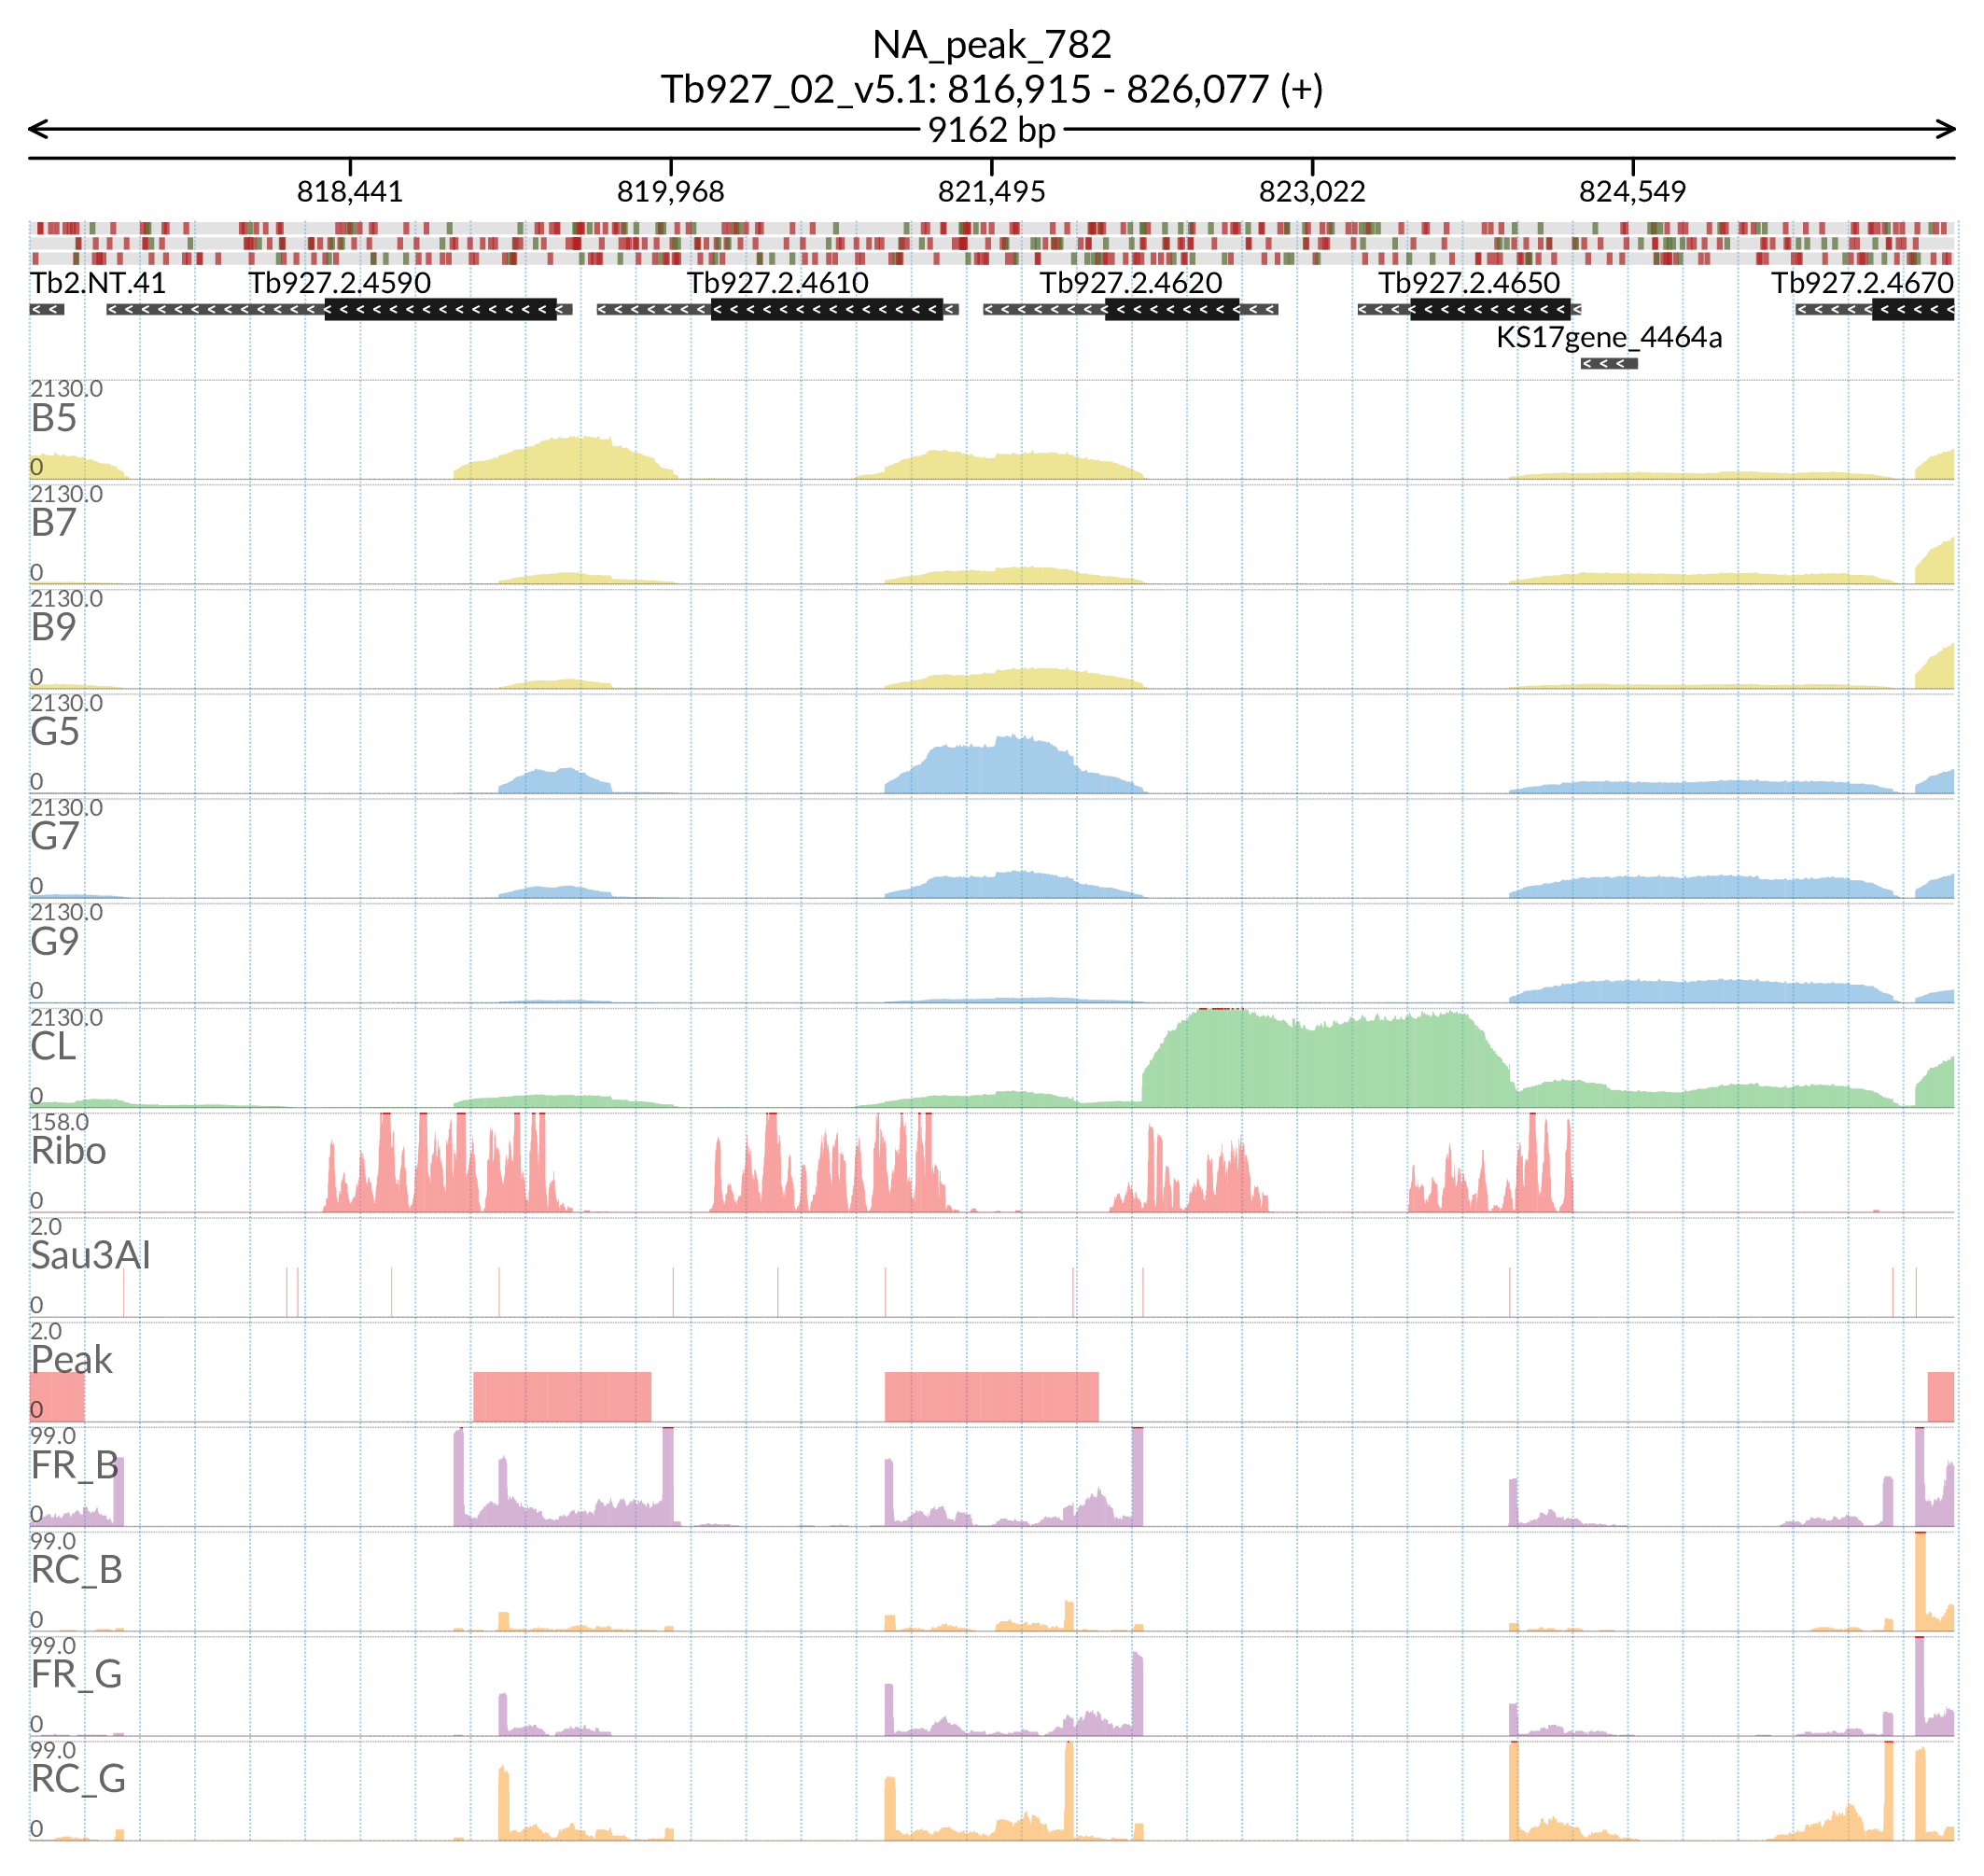 NA_peak_782
Tb927_02_v5.1: 816,915 - 826,077 (+)
9162 bp
818,441 819,968 821,495 823,022 824,549
Tb2.NT.41 Tb927.2.4590 Tb927.2.4610 Tb927.2.4620 Tb927.2.4650 Tb927.2.4670
KS17gene_4464a
2130.0
B5
0
2130.0
B7
0
2130.0
B9
0
2130.0
G5
0
2130.0
G7
0
2130.0
G9
0
2130.0
CL
0
158.0
Ribo
0
2.0
Sau3AI
0
2.0
Peak
0
99.0
FR_B
0
99.0
RC_B
0
99.0
FR_G
0
99.0
RC_G
0